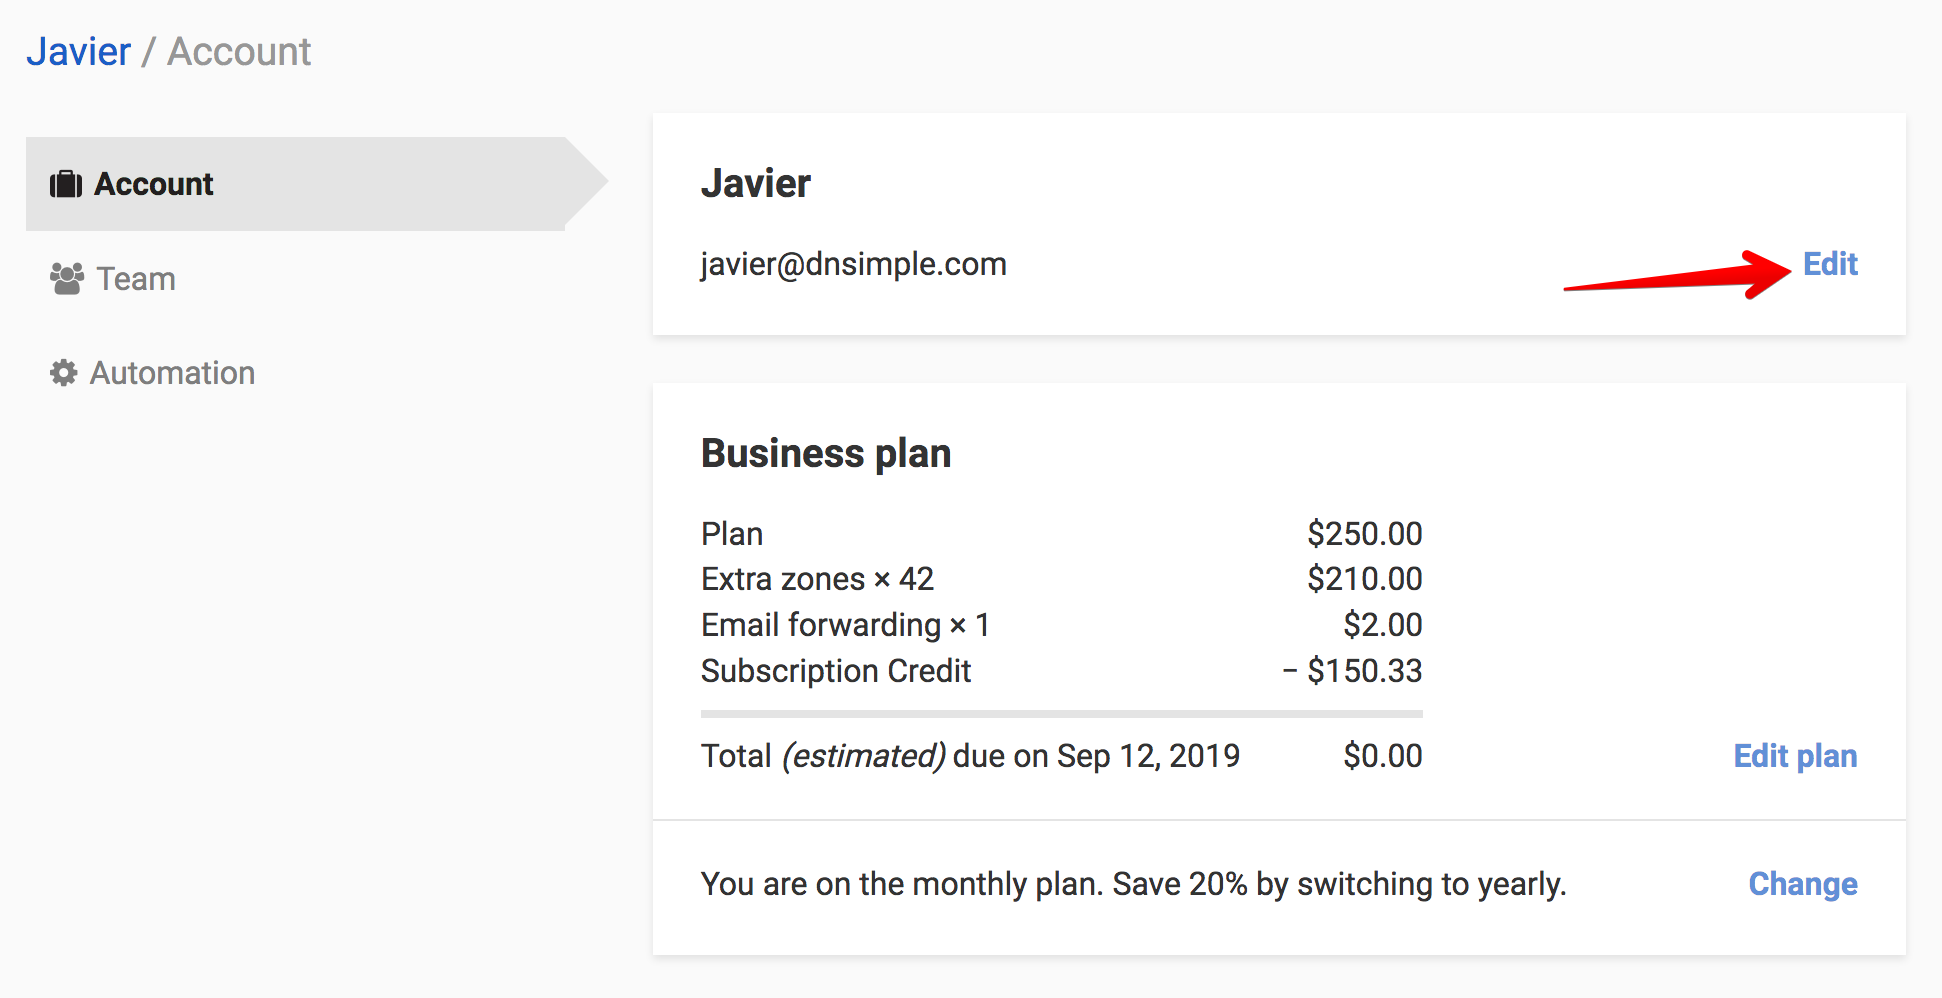 Javier / Account
Account
Team
Automation
Javier
javier@dnsimple.com Edit
Business plan
Plan $250.00
Extra zones × 42 $210.00
Email forwarding × 1 $2.00
Subscription Credit − $150.33
Total (estimated) due on Sep 12, 2019 $0.00 Edit plan
You are on the monthly plan. Save 20% by switching to yearly. Change